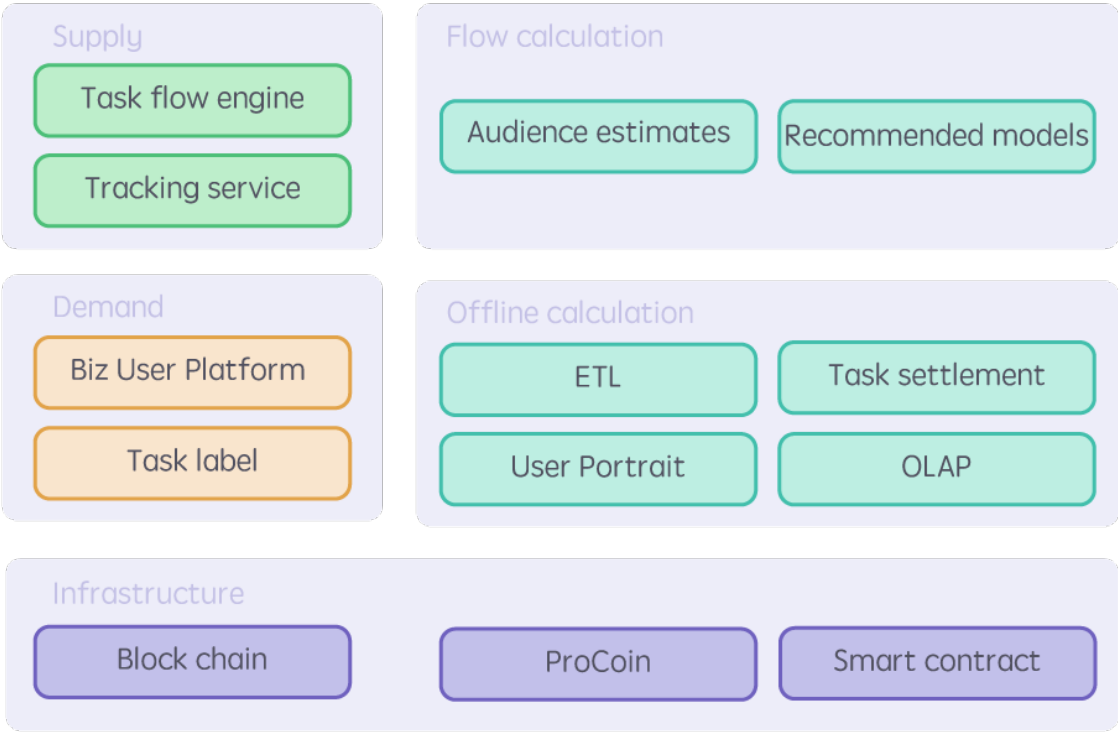 Supply
Task flow engine
Tracking service
Flow calculation
Audience estimates
Recommended models
Demand
Biz User Platform
Task label
Offline calculation
ETL
Task settlement
User Portrait
OLAP
Infrastructure
Block chain
ProCoin
Smart contract